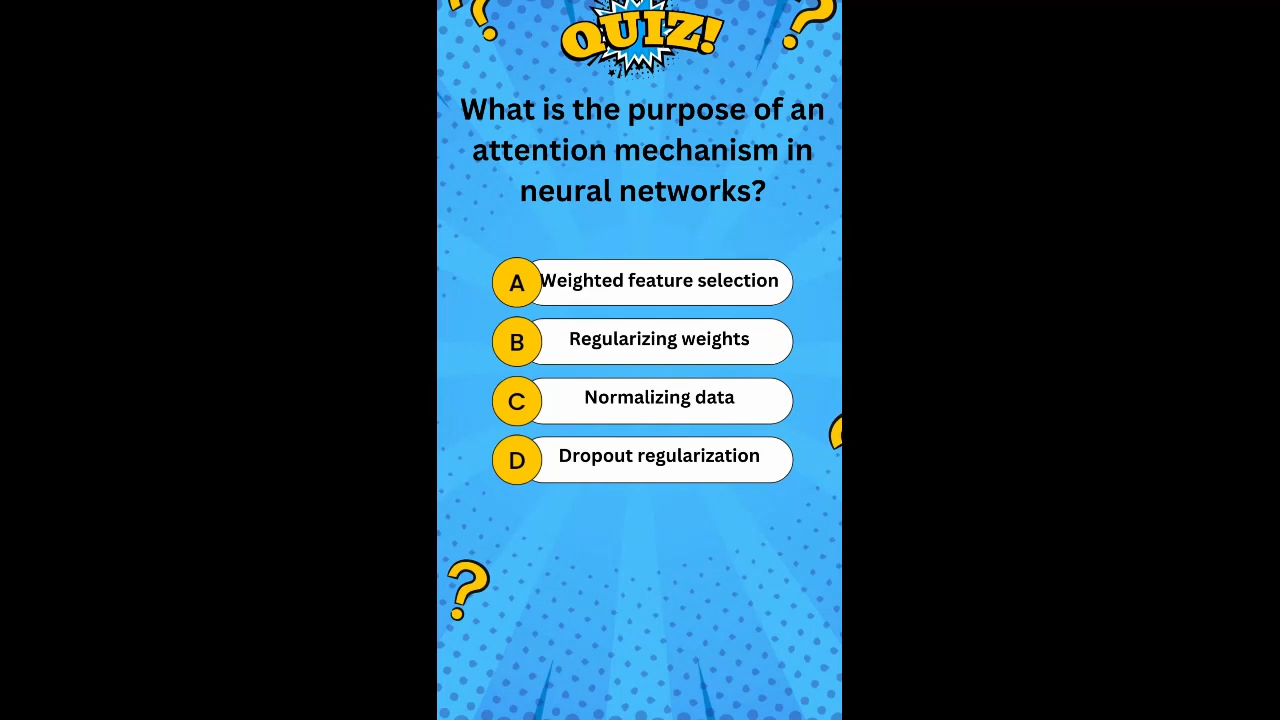 QUIZ!
What is the purpose of an
attention mechanism in
neural networks?
A Weighted feature selection
B Regularizing weights
C Normalizing data
D Dropout regularization